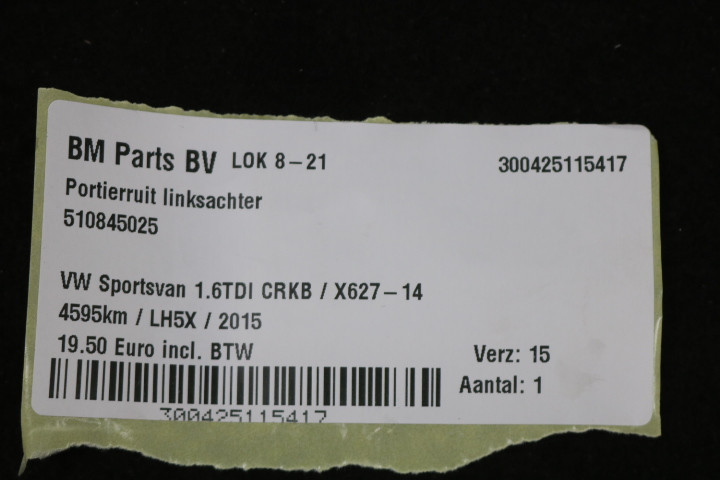 BM Parts BV LOK 8-21 300425115417
Portierruit linksachter
510845025
VW Sportsvan 1.6TDI CRKB / X627-14
4595km / LH5X / 2015
19.50 Euro incl. BTW Verz: 15
Aantal: 1
300425115417